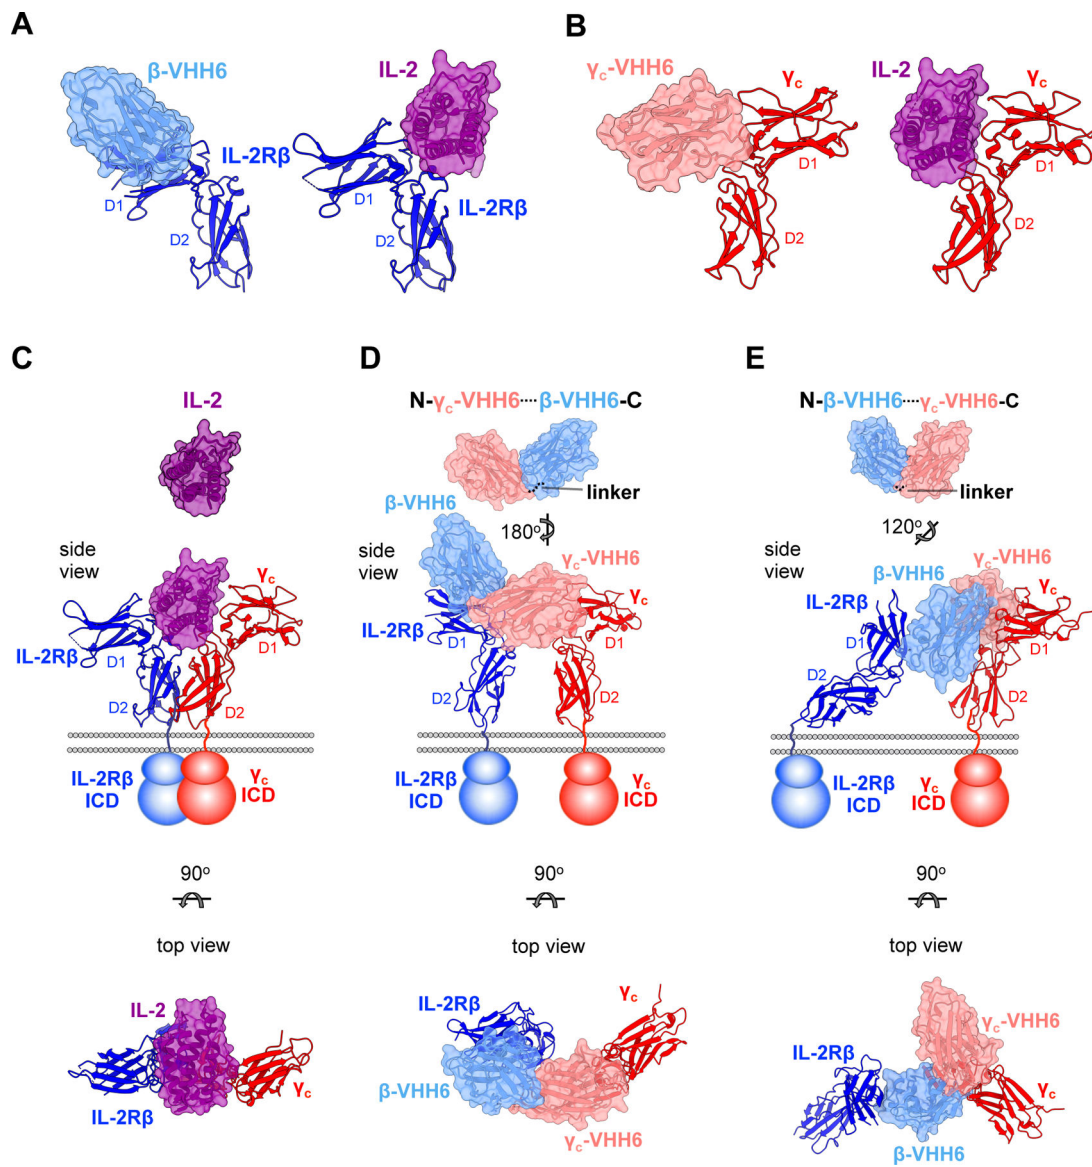 A
β-VHH6
IL-2
IL-2Rβ
D1
D2
D1
D2
IL-2Rβ
B
γc-VHH6
γc
D1
D2
IL-2
γc
D1
D2
C
IL-2
side
view
γc
IL-2Rβ
D1
D1
D2
D2
IL-2Rβ
ICD
γc
ICD
90o
top view
IL-2
IL-2Rβ
γc
D
N-γc-VHH6····β-VHH6-C
linker
β-VHH6
180o
side
view
γc-VHH6
γc
IL-2Rβ
D1
D1
D2
D2
IL-2Rβ
ICD
γc
ICD
90o
top view
IL-2Rβ
γc
β-VHH6
γc-VHH6
E
N-β-VHH6····γc-VHH6-C
linker
120o
side
view
γc-VHH6
β-VHH6
IL-2Rβ
γc
D1
D1
D2
D2
IL-2Rβ
ICD
γc
ICD
90o
top view
γc-VHH6
IL-2Rβ
γc
β-VHH6